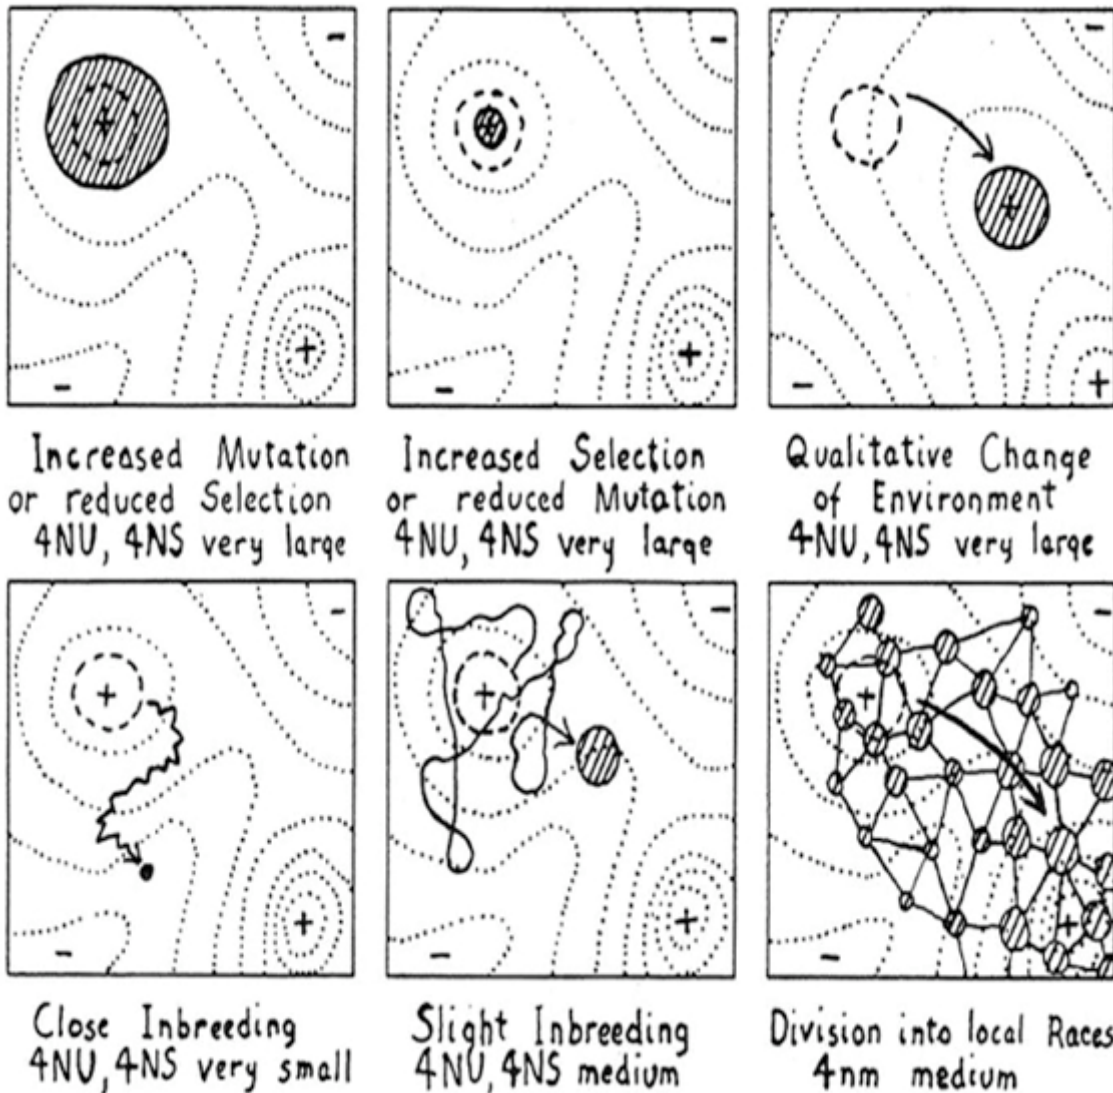 Increased Mutation
or reduced Selection
4NU, 4NS very large
Increased Selection
or reduced Mutation
4NU, 4NS very large
Qualitative Change
of Environment
4NU, 4NS very large
Close Inbreeding
4NU, 4NS very small
Slight Inbreeding
4NU, 4NS medium
Division into local Races
4nm medium